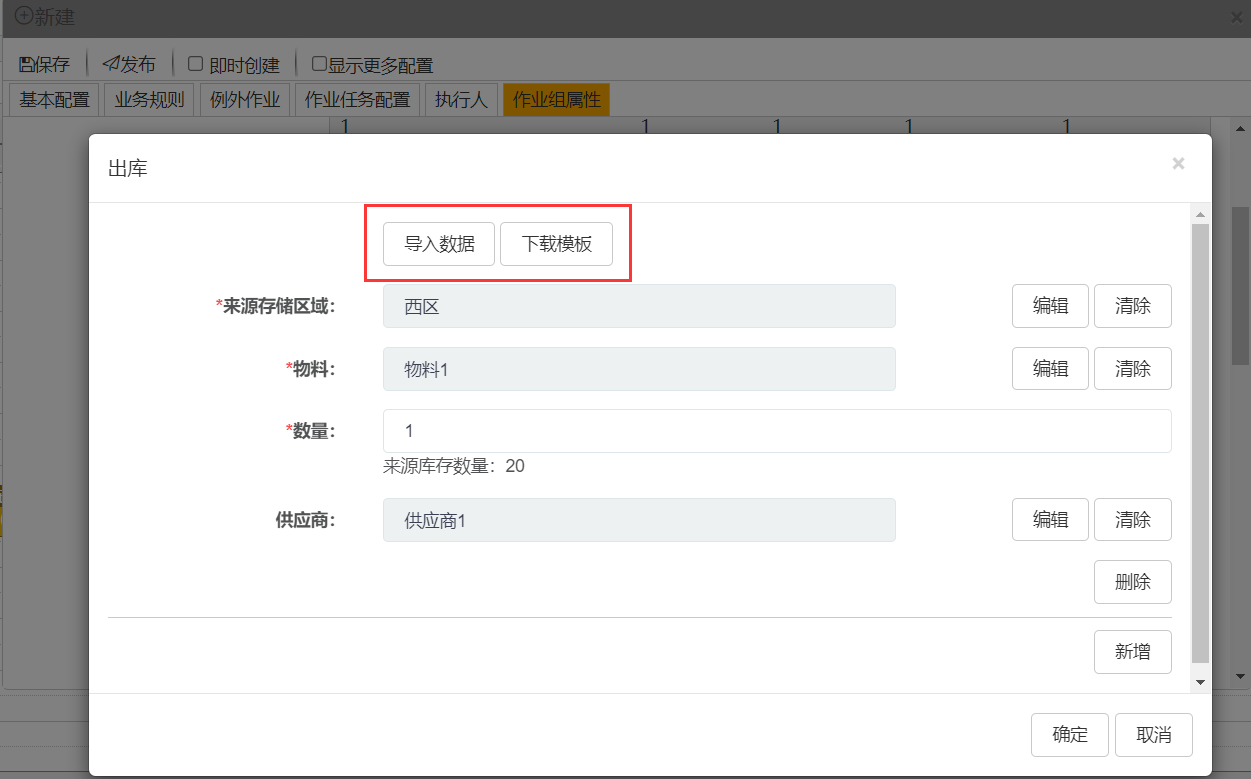 新建
保存 发布 即时创建 显示更多配置
基本配置 业务规则 例外作业 作业任务配置 执行人 作业组属性
1 1 1 1 1
出库
导入数据 下载模板
*来源存储区域： 西区 编辑 清除
*物料： 物料1 编辑 清除
*数量： 1
来源库存数量：20
供应商： 供应商1 编辑 清除
删除
新增
确定 取消